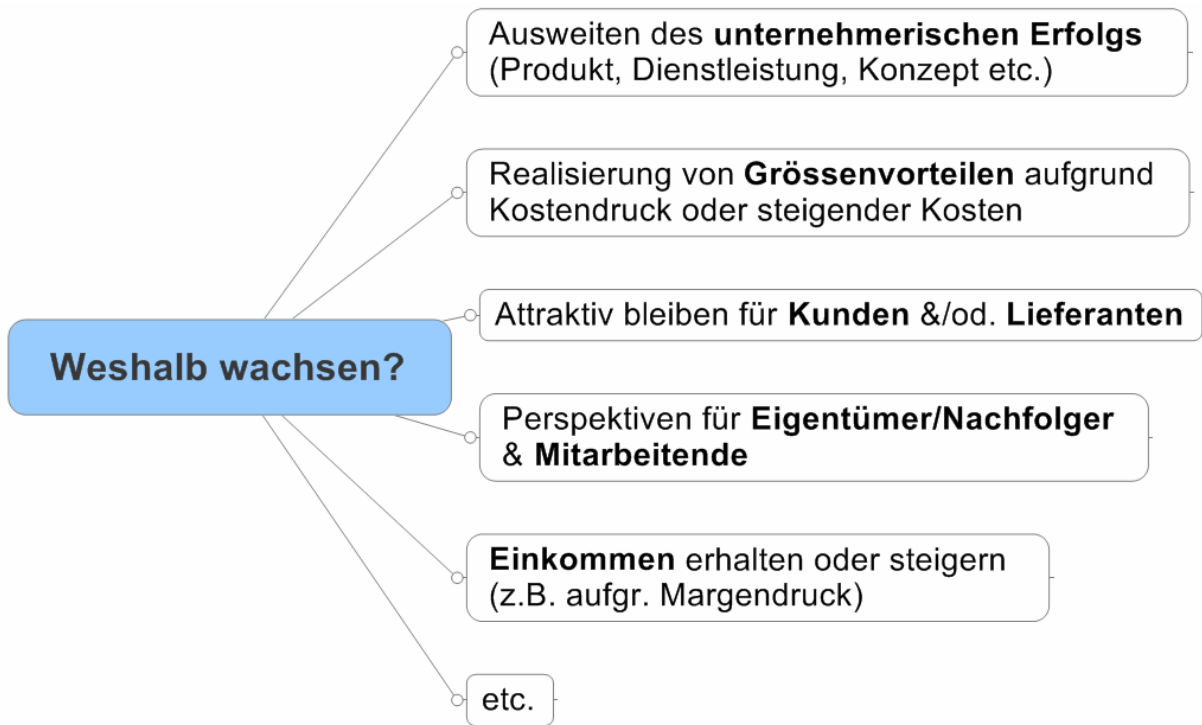 Ausweiten des unternehmerischen Erfolgs
(Produkt, Dienstleistung, Konzept etc.)
Realisierung von Grössenvorteilen aufgrund
Kostendruck oder steigender Kosten
Attraktiv bleiben für Kunden &/od. Lieferanten
Weshalb wachsen?
Perspektiven für Eigentümer/Nachfolger
& Mitarbeitende
Einkommen erhalten oder steigern
(z.B. aufgr. Margendruck)
etc.